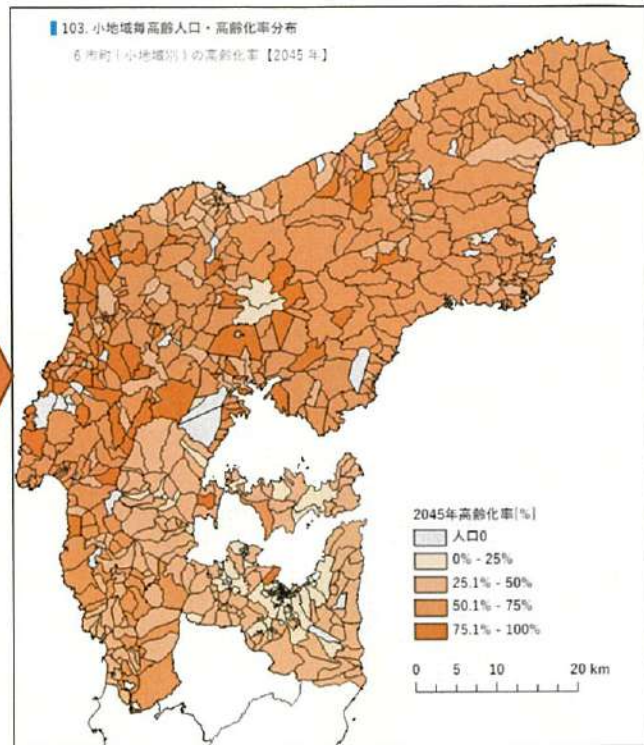 103. 小地域毎高齢人口・高齢化率分布
6市町(小地域別)の高齢化率【2045年】
2045年高齢化率[%]
人口0
0% - 25%
25.1% - 50%
50.1% - 75%
75.1% - 100%
0 5 10 20 km